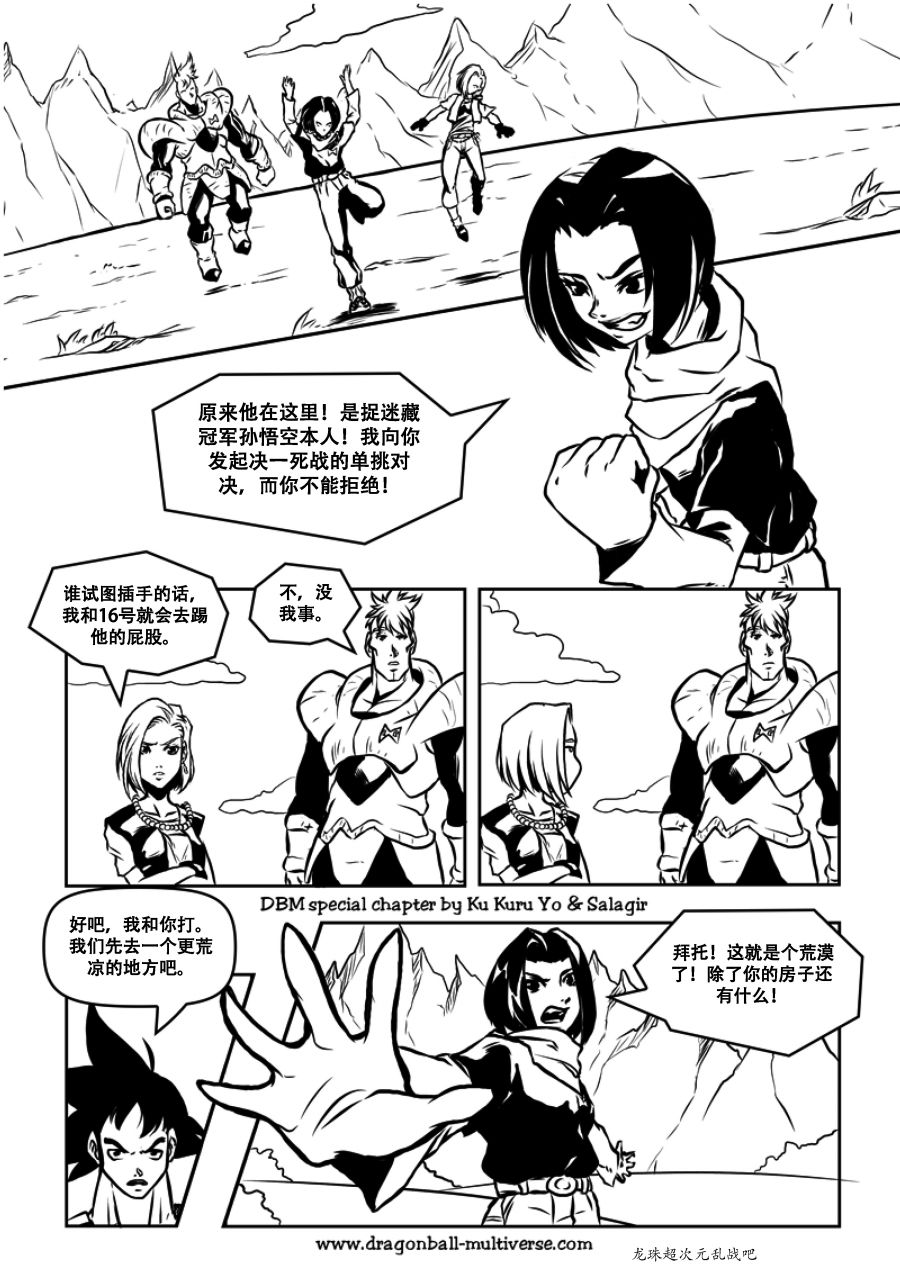 原来他在这里！是捉迷藏
冠军孙悟空本人！我向你
发起决一死战的单挑对
决，而你不能拒绝！
谁试图插手的话，
我和16号就会去踢
他的屁股。
不，没
我事。
DBM special chapter by Ku Kuru Yo & Salagir
好吧，我和你打。
我们先去一个更荒
凉的地方吧。
拜托！这就是个荒漠
了！除了你的房子还
有什么！
www.dragonball-multiverse.com
龙珠超次元乱战吧